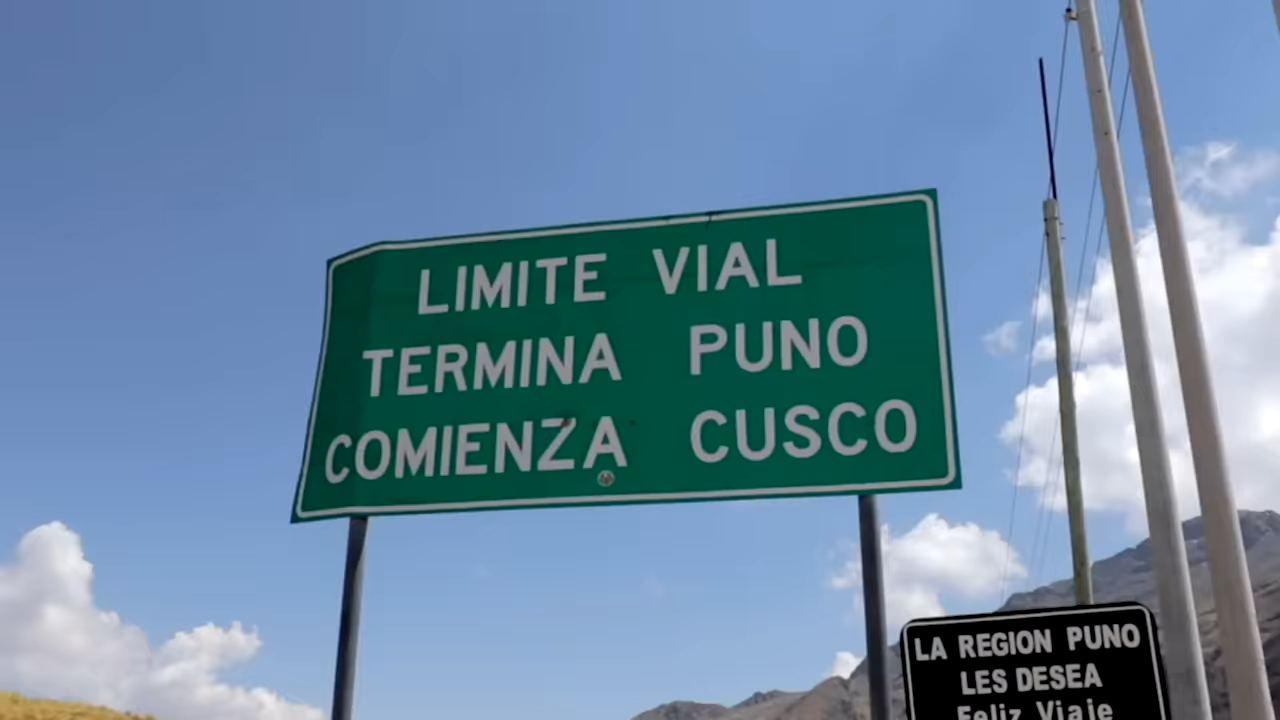 LIMITE VIAL
TERMINA PUNO
COMIENZA CUSCO
LA REGION PUNO
LES DESEA
Feliz Viaje